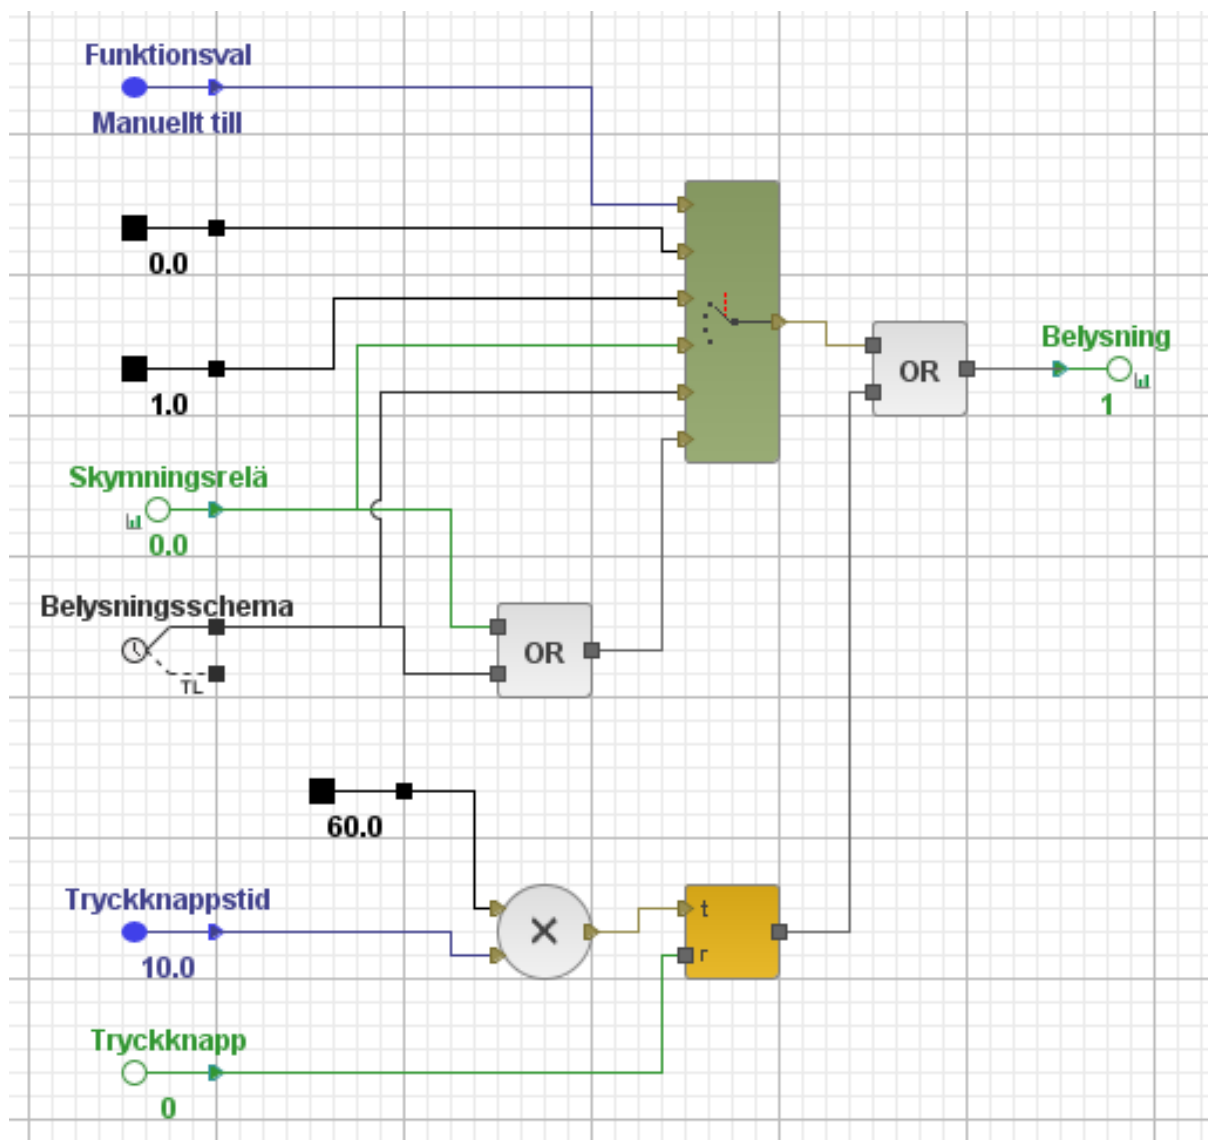 Funktionsval
Manuellt till
0.0
1.0
OR
Belysning
1
Skymningsrelä
0.0
Belysningsschema
TL
OR
60.0
Tryckknappstid
10.0
×
t
r
Tryckknapp
0